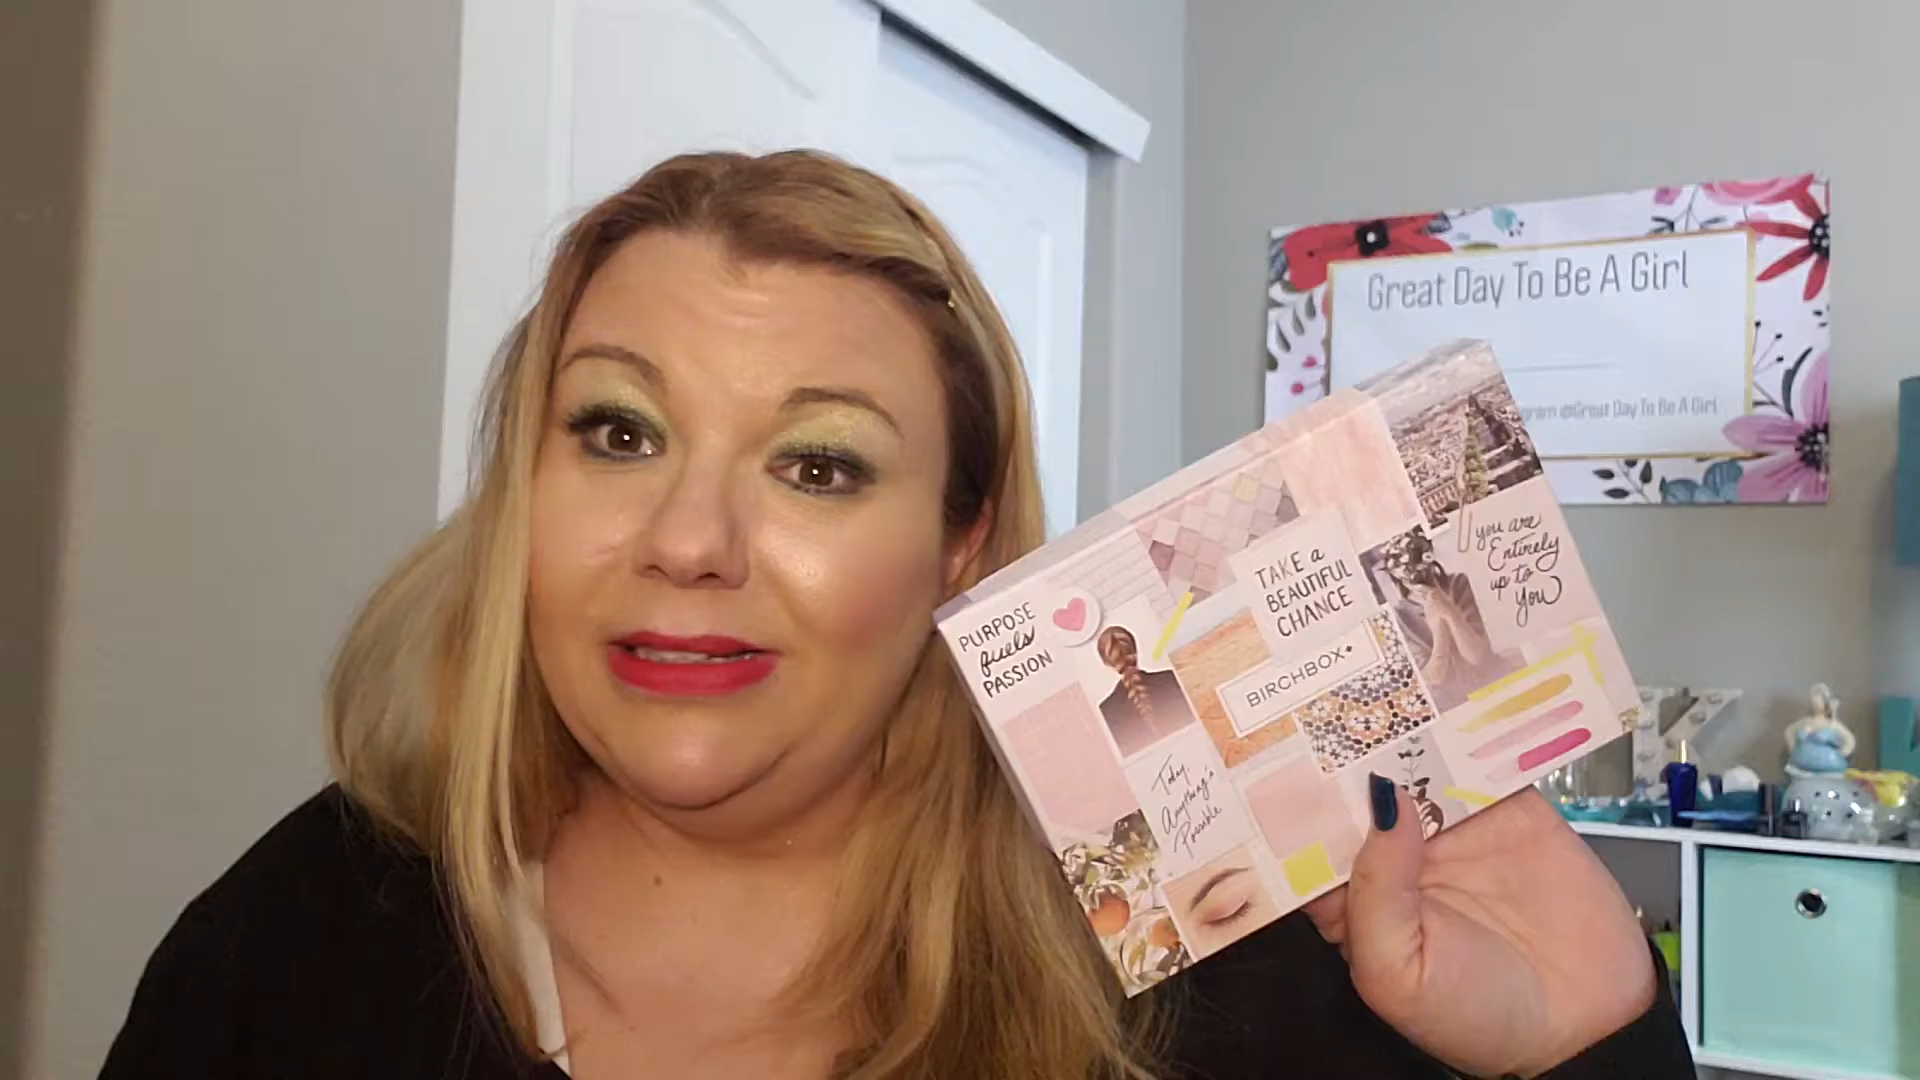 Great Day To Be A Girl
gram @Great Day To Be A Girl
PURPOSE
fuels
PASSION
TAKE a
BEAUTIFUL
CHANCE
you are
Entirely
up to
you
BIRCHBOX
Today,
Anything's
Possible
K